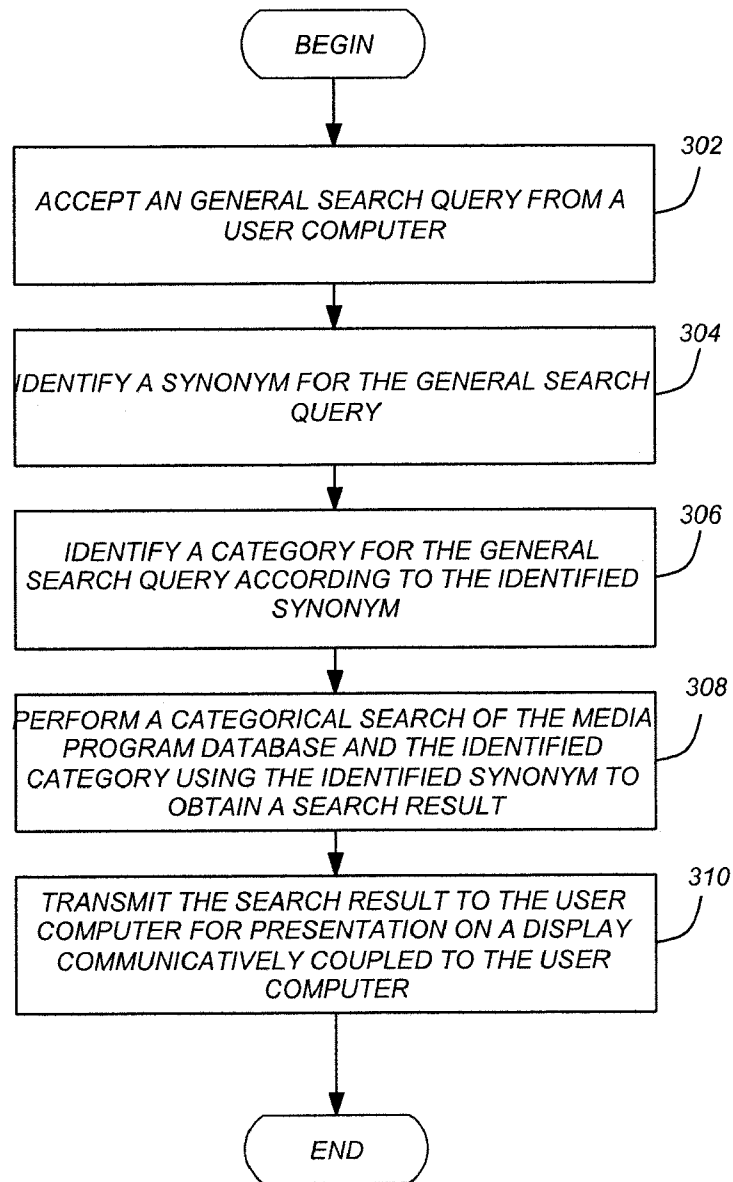 BEGIN
302
ACCEPT AN GENERAL SEARCH QUERY FROM A
USER COMPUTER
304
IDENTIFY A SYNONYM FOR THE GENERAL SEARCH
QUERY
306
IDENTIFY A CATEGORY FOR THE GENERAL
SEARCH QUERY ACCORDING TO THE IDENTIFIED
SYNONYM
308
PERFORM A CATEGORICAL SEARCH OF THE MEDIA
PROGRAM DATABASE AND THE IDENTIFIED
CATEGORY USING THE IDENTIFIED SYNONYM TO
OBTAIN A SEARCH RESULT
310
TRANSMIT THE SEARCH RESULT TO THE USER
COMPUTER FOR PRESENTATION ON A DISPLAY
COMMUNICATIVELY COUPLED TO THE USER
COMPUTER
END